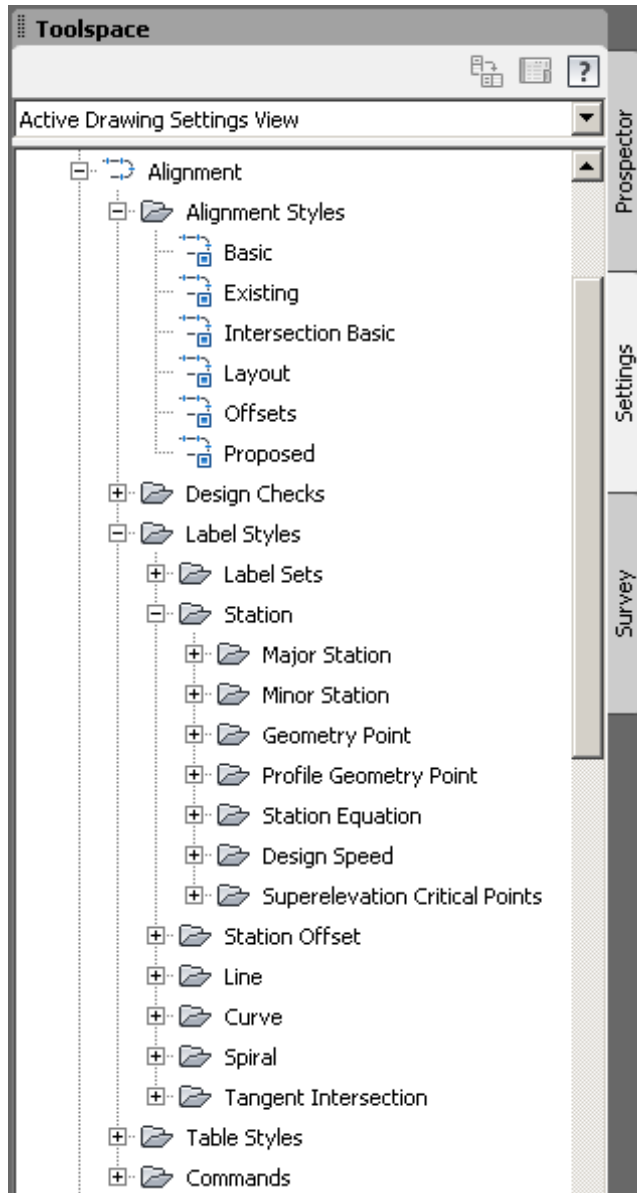 Toolspace
?
Active Drawing Settings View
Alignment
Alignment Styles
Basic
Existing
Intersection Basic
Layout
Offsets
Proposed
Design Checks
Label Styles
Label Sets
Station
Major Station
Minor Station
Geometry Point
Profile Geometry Point
Station Equation
Design Speed
Superelevation Critical Points
Station Offset
Line
Curve
Spiral
Tangent Intersection
Table Styles
Commands
Prospector
Settings
Survey